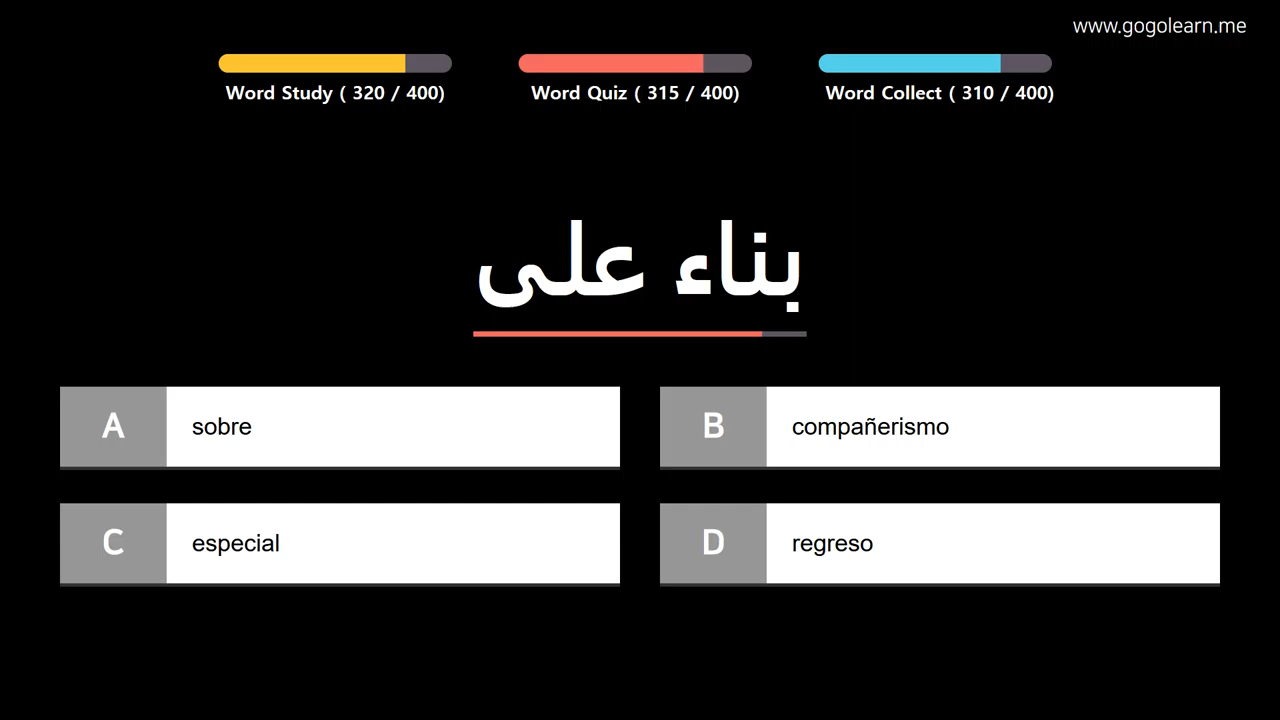 www.gogolearn.me
Word Study ( 320 / 400)
Word Quiz ( 315 / 400)
Word Collect ( 310 / 400)
بناء على
A sobre
B compañerismo
C especial
D regreso